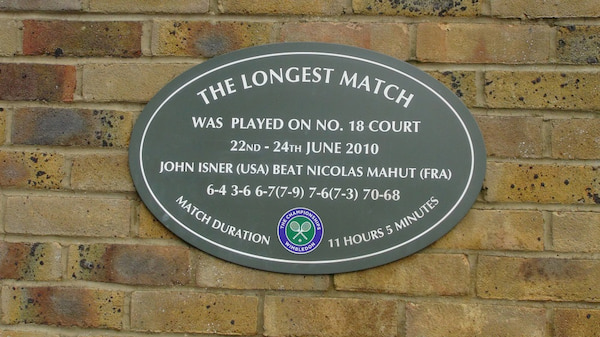 THE LONGEST MATCH
WAS PLAYED ON NO. 18 COURT
22ND - 24TH JUNE 2010
JOHN ISNER (USA) BEAT NICOLAS MAHUT (FRA)
6-4 3-6 6-7(7-9) 7-6(7-3) 70-68
MATCH DURATION 11 HOURS 5 MINUTES
THE CHAMPIONSHIPS
WIMBLEDON